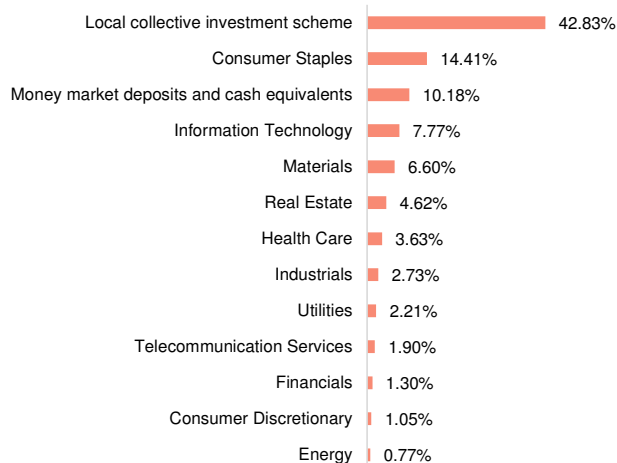 Local collective investment scheme 42.83%
Consumer Staples 14.41%
Money market deposits and cash equivalents 10.18%
Information Technology 7.77%
Materials 6.60%
Real Estate 4.62%
Health Care 3.63%
Industrials 2.73%
Utilities 2.21%
Telecommunication Services 1.90%
Financials 1.30%
Consumer Discretionary 1.05%
Energy 0.77%